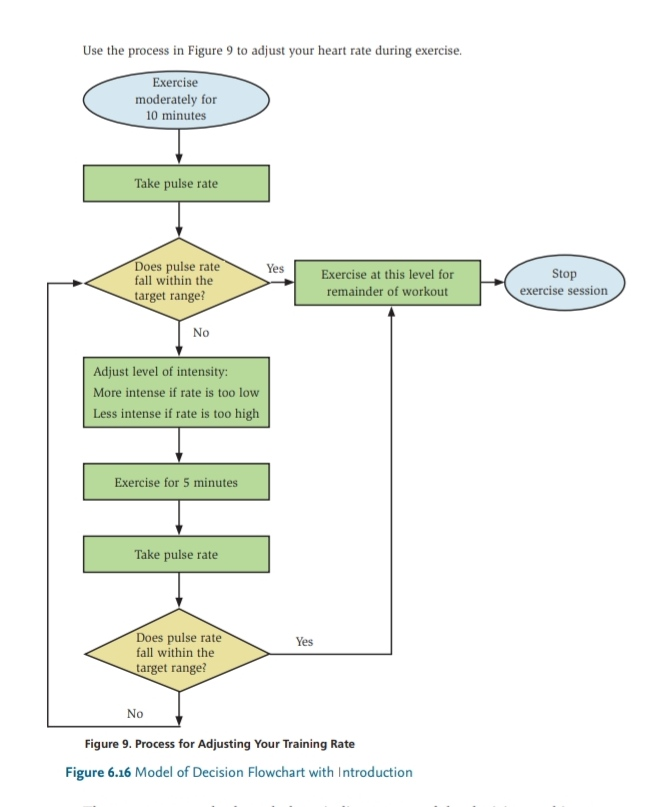 Use the process in Figure 9 to adjust your heart rate during exercise.
Exercise
moderately for
10 minutes
Take pulse rate
Does pulse rate
fall within the
target range?
Yes
Exercise at this level for
remainder of workout
Stop
exercise session
No
Adjust level of intensity:
More intense if rate is too low
Less intense if rate is too high
Exercise for 5 minutes
Take pulse rate
Does pulse rate
fall within the
target range?
Yes
No
Figure 9. Process for Adjusting Your Training Rate
Figure 6.16 Model of Decision Flowchart with Introduction